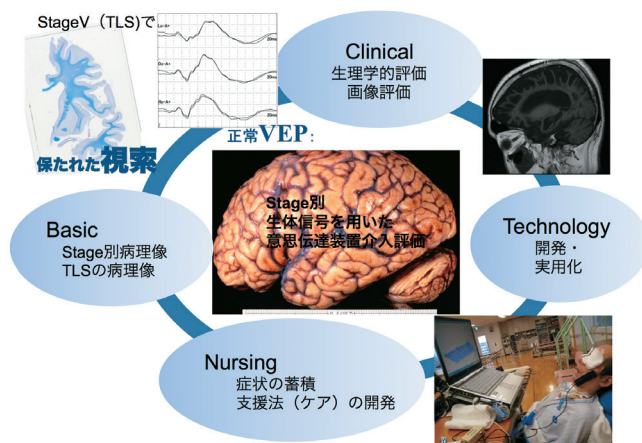 StageV（TLS)で
保たれた視索
正常VEP:
Clinical
生理学的評価
画像評価
Stage別
生体信号を用いた
意思伝達装置介入評価
Basic
Stage別病理像
TLSの病理像
Technology
開発・
実用化
Nursing
症状の蓄積
支援法（ケア）の開発